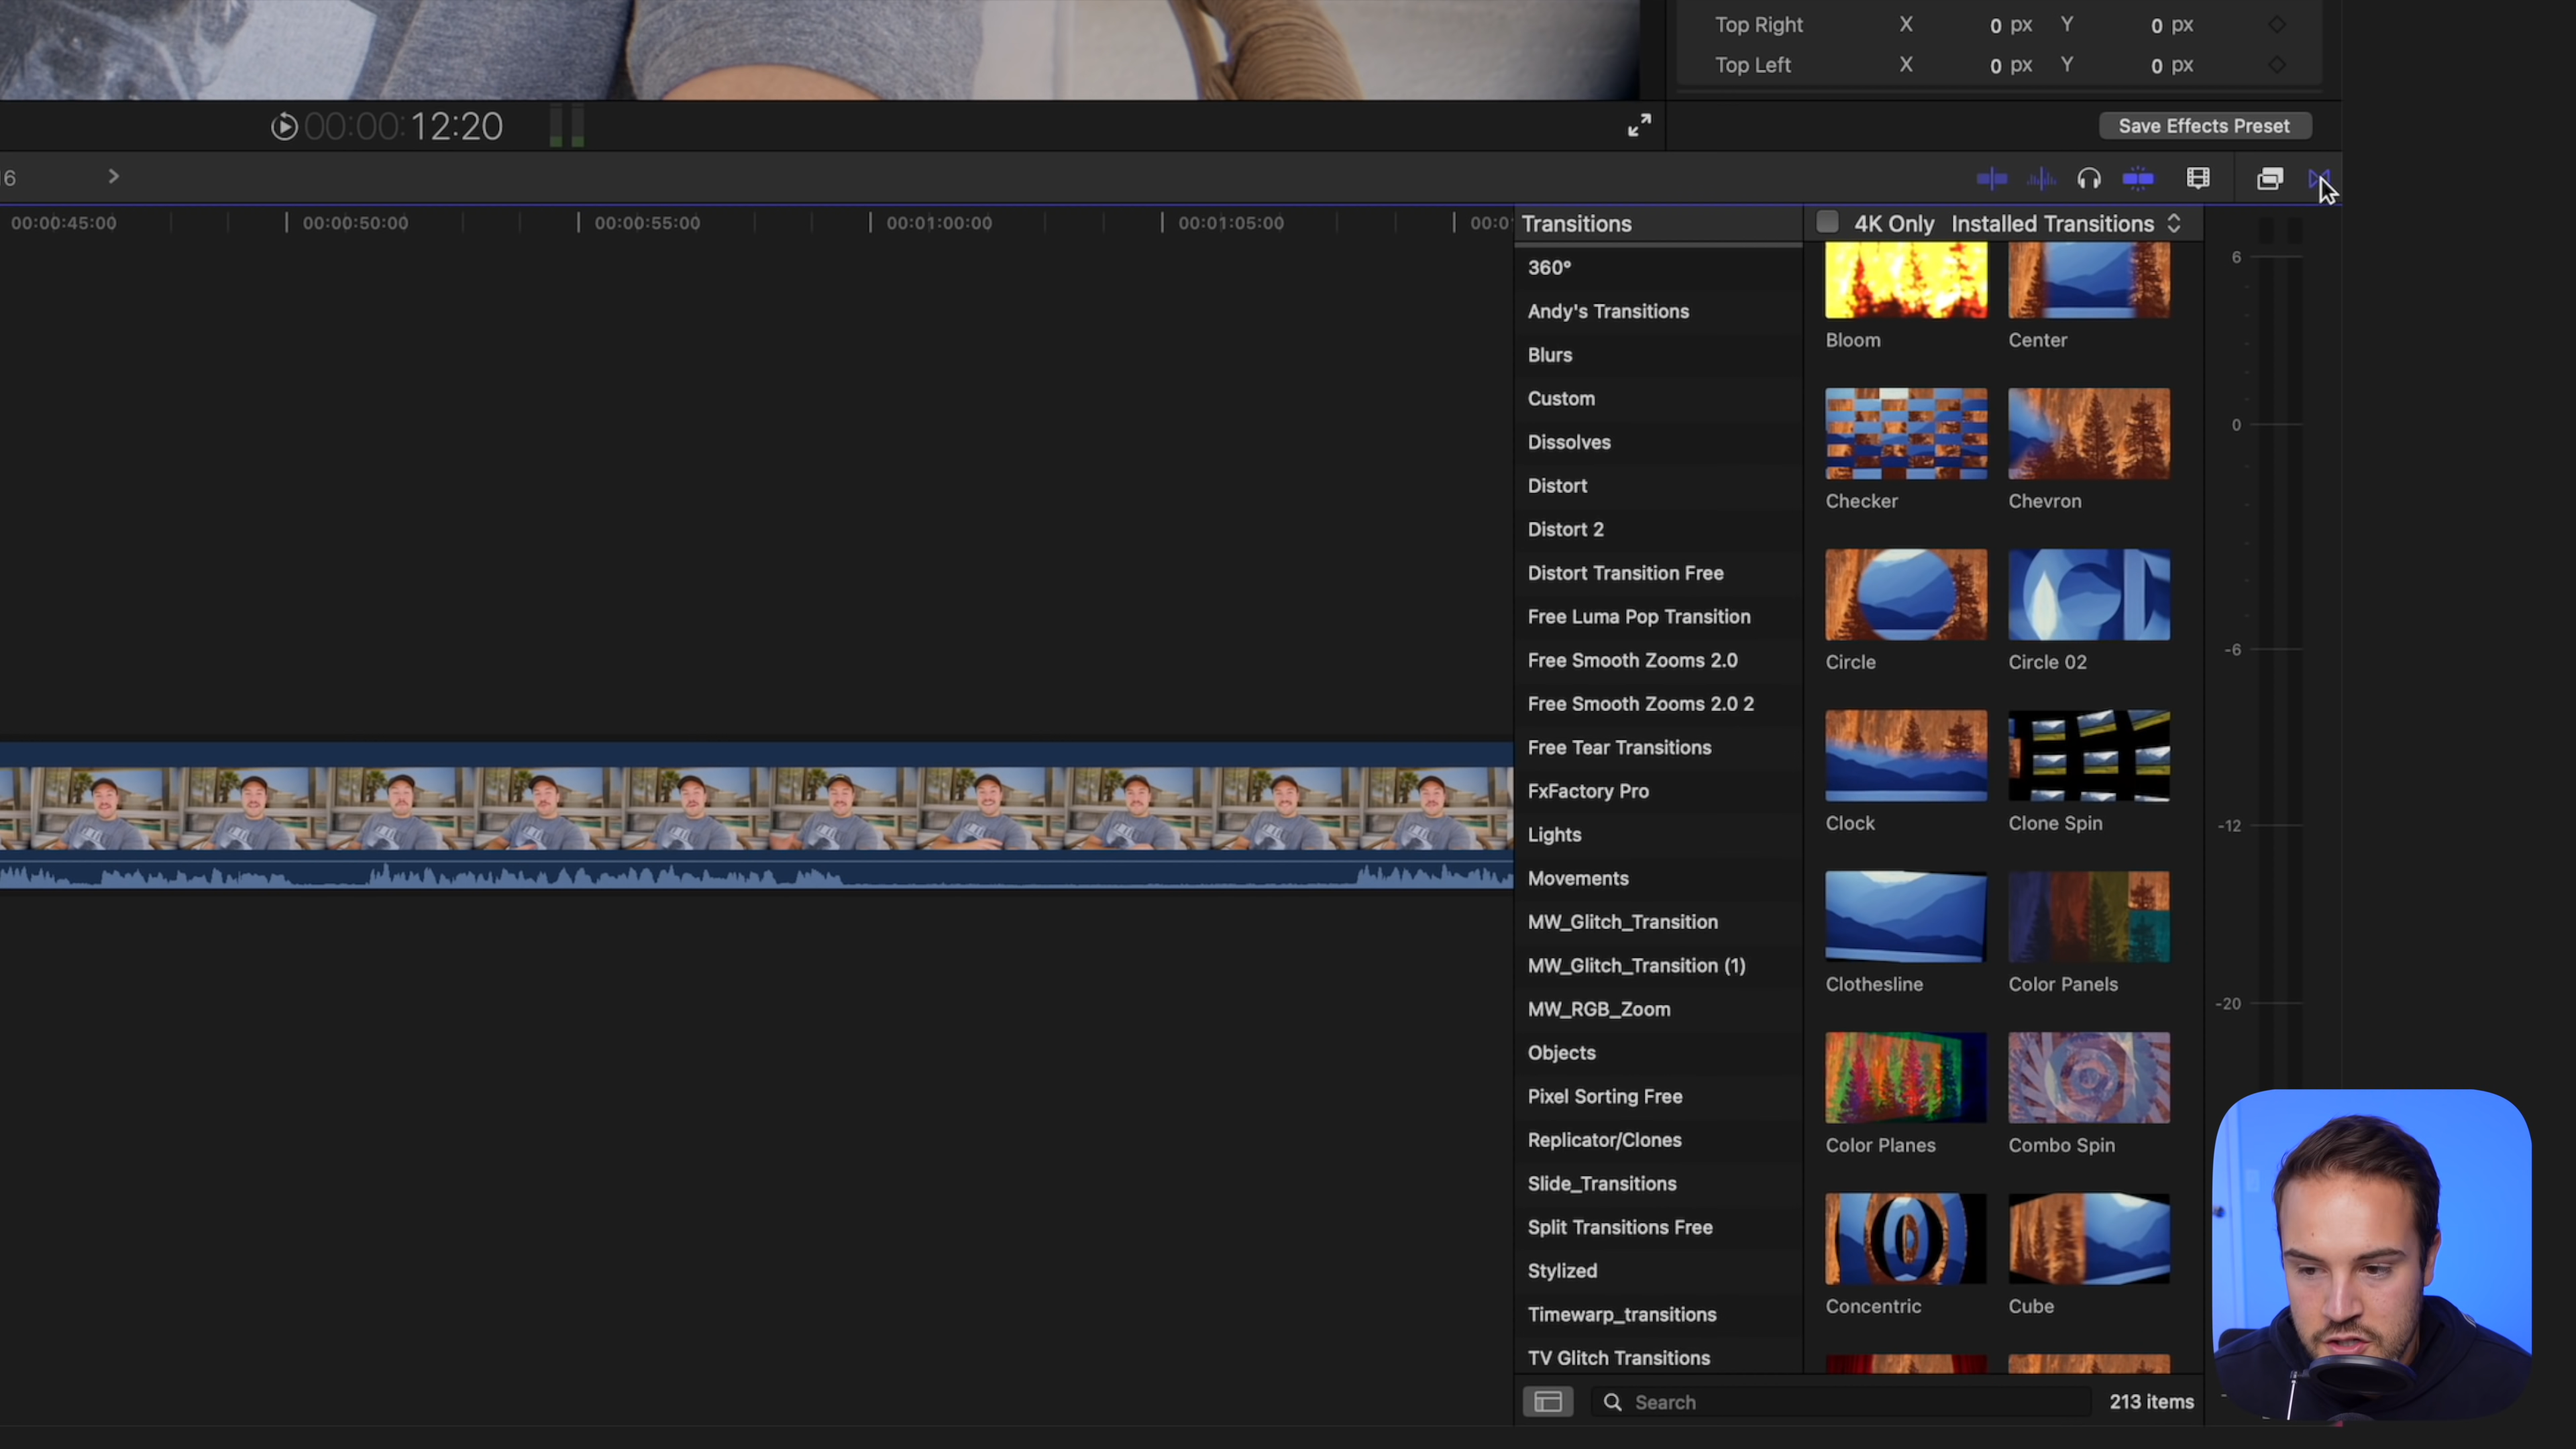 Top Right X 0 px Y 0 px
Top Left X 0 px Y 0 px
00:00:12:20
Save Effects Preset
16
00:00:45:00 00:00:50:00 00:00:55:00 00:01:00:00 00:01:05:00 00:0
Transitions
4K Only Installed Transitions
360°
Andy's Transitions
Blurs
Custom
Dissolves
Distort
Distort 2
Distort Transition Free
Free Luma Pop Transition
Free Smooth Zooms 2.0
Free Smooth Zooms 2.0 2
Free Tear Transitions
FxFactory Pro
Lights
Movements
MW_Glitch_Transition
MW_Glitch_Transition (1)
MW_RGB_Zoom
Objects
Pixel Sorting Free
Replicator/Clones
Slide_Transitions
Split Transitions Free
Stylized
Timewarp_transitions
TV Glitch Transitions
Bloom Center
Checker Chevron
Circle Circle 02
Clock Clone Spin
Clothesline Color Panels
Color Planes Combo Spin
Concentric Cube
Search
213 items
6
0
-6
-12
-20